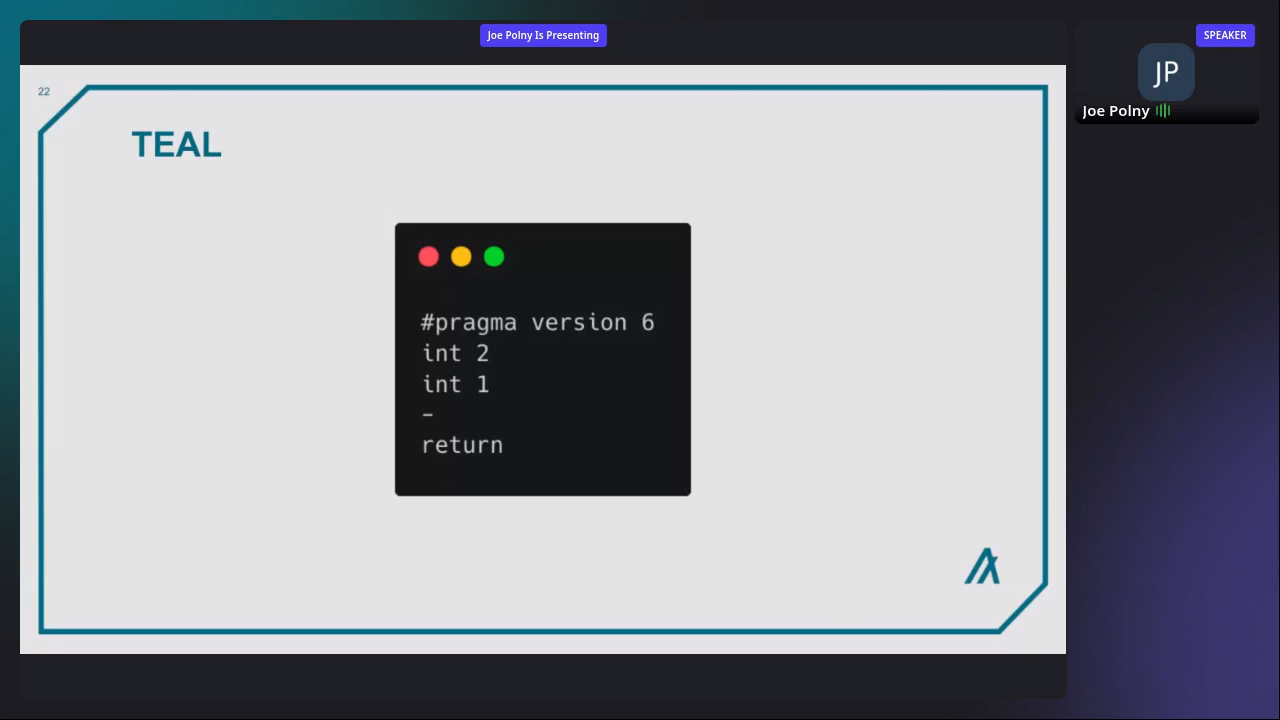 Joe Polny Is Presenting
SPEAKER
JP
Joe Polny
22
TEAL
#pragma version 6
int 2
int 1
-
return